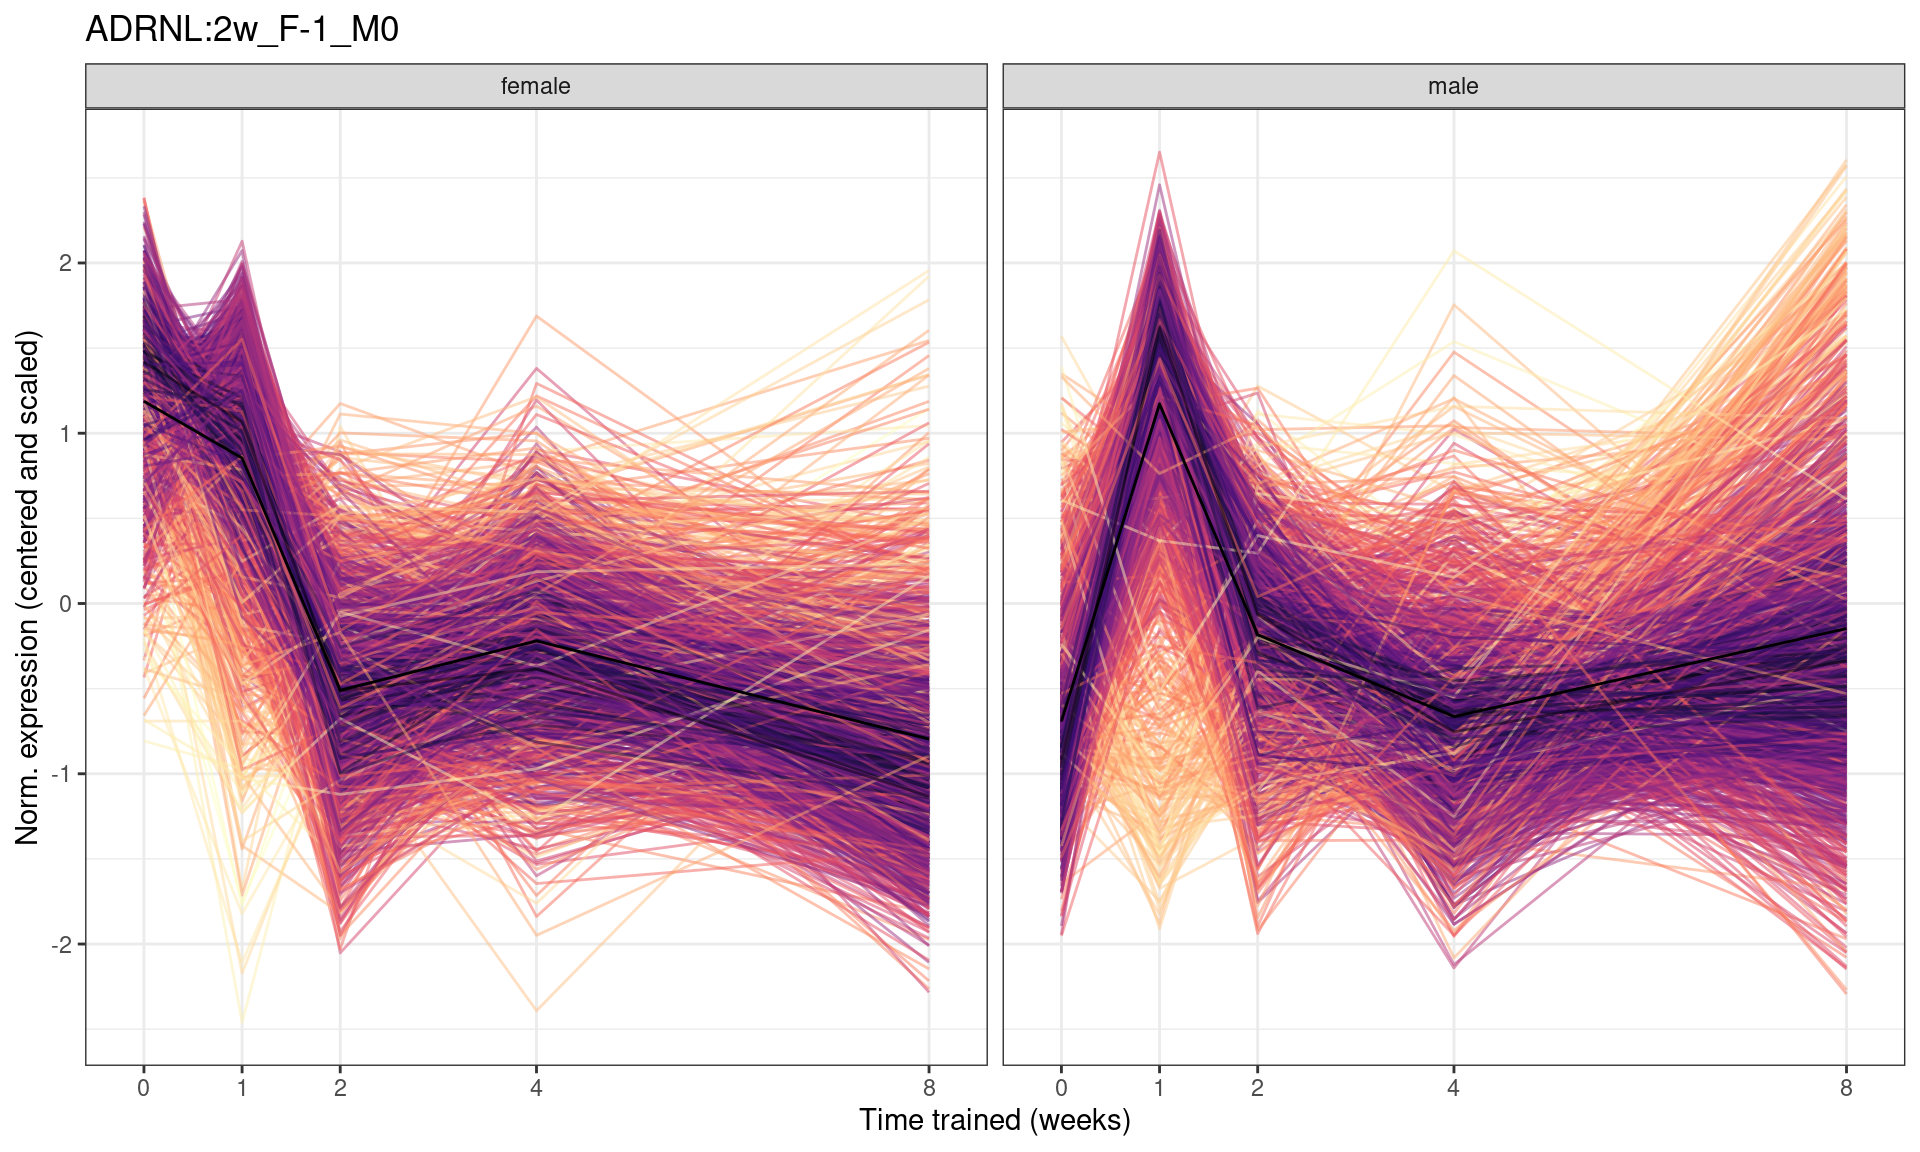 ADRNL:2w_F-1_M0
female
male
Norm. expression (centered and scaled)
2
1
0
-1
-2
0 1 2 4 8
0 1 2 4 8
Time trained (weeks)